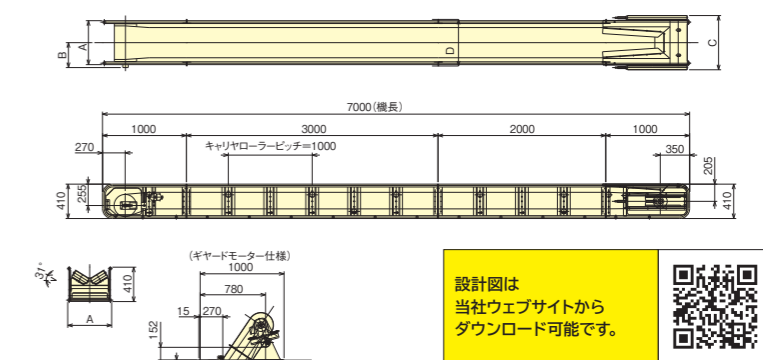 A
B
D
C
7000(機長)
1000
3000
2000
1000
270
キャリヤローラーピッチ=1000
350
205
410
255
410
(ギヤードモーター仕様)
1000
780
31°
410
15
270
152
A
設計図は
当社ウェブサイトから
ダウンロード可能です。